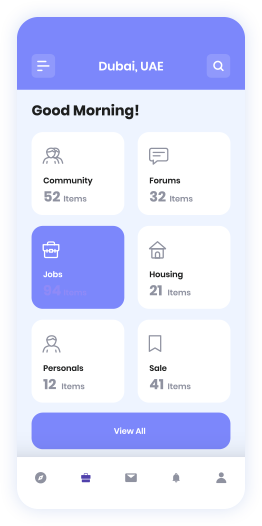 Dubai, UAE
Good Morning!
Community
52 Items
Forums
32 Items
Jobs
94 Items
Housing
21 Items
Personals
12 Items
Sale
41 Items
View All